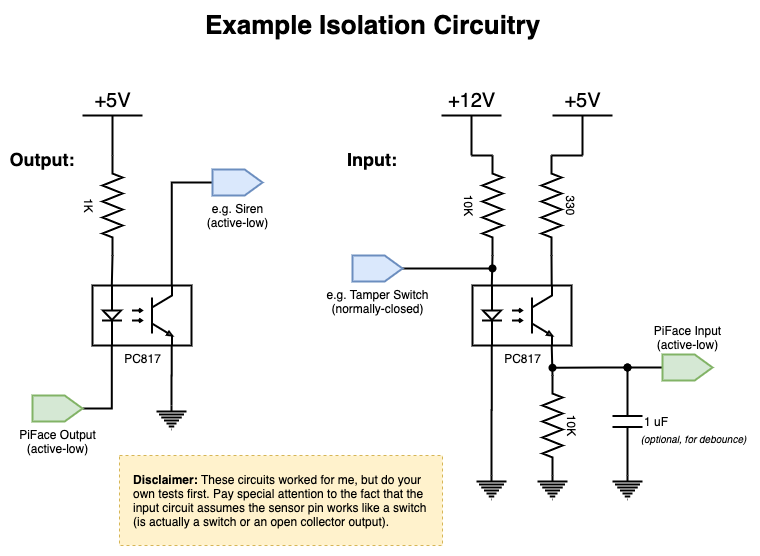 Example Isolation Circuitry
+5V
Output:
1K
e.g. Siren
(active-low)
PC817
PiFace Output
(active-low)
+12V
+5V
Input:
10K
330
e.g. Tamper Switch
(normally-closed)
PC817
PiFace Input
(active-low)
10K
1 uF
(optional, for debounce)
Disclaimer: These circuits worked for me, but do your
own tests first. Pay special attention to the fact that the
input circuit assumes the sensor pin works like a switch
(is actually a switch or an open collector output).